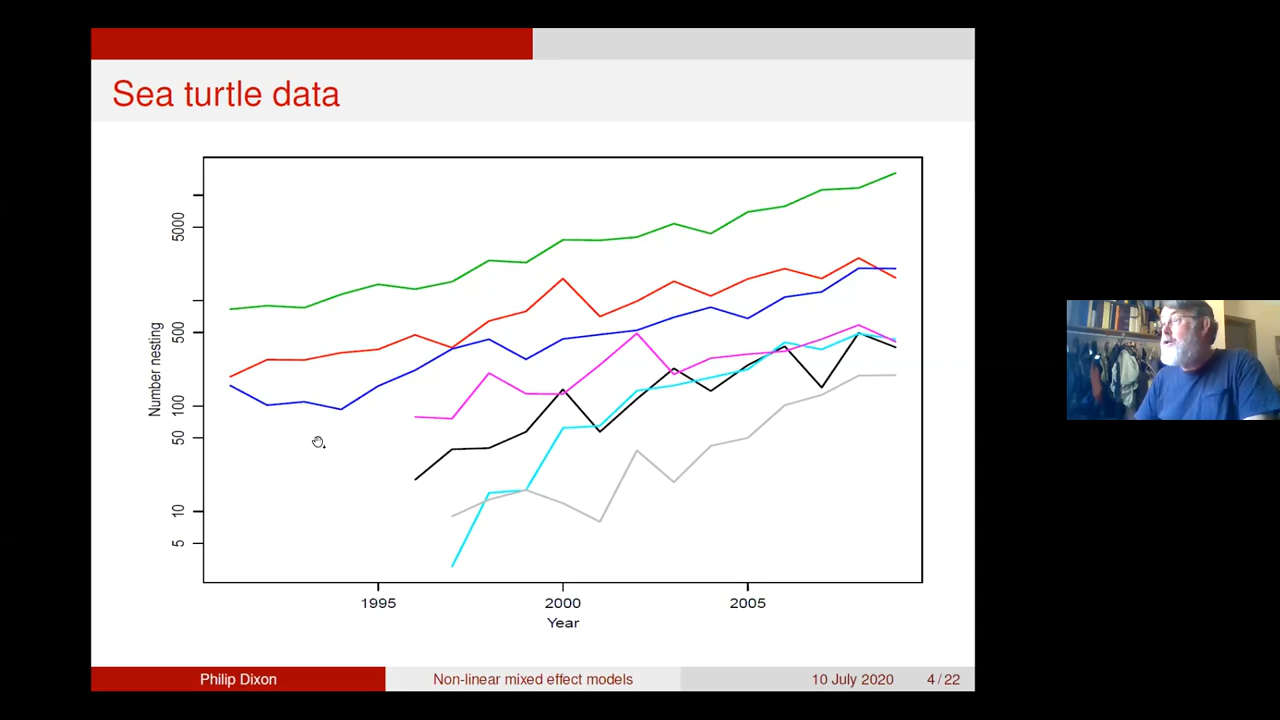 Sea turtle data
Number nesting
5000
500
100
50
10
5
1995
2000
2005
Year
Philip Dixon
Non-linear mixed effect models
10 July 2020
4 / 22